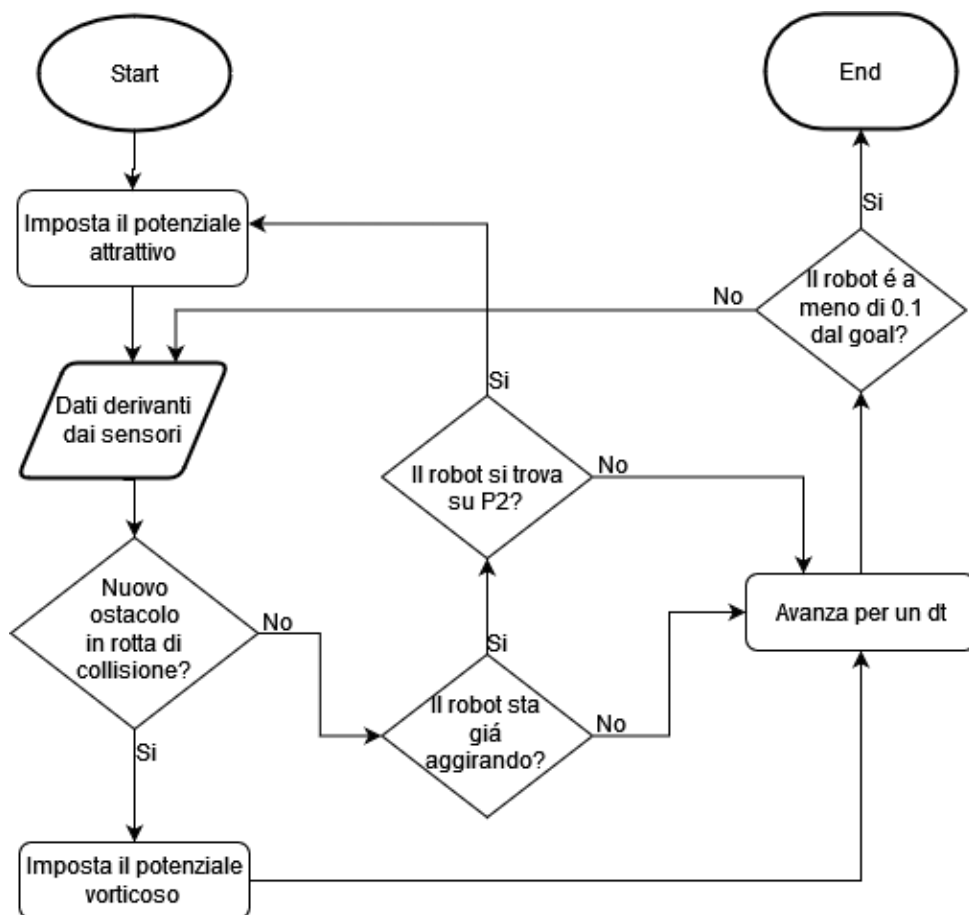 Start
End
Imposta il potenziale
attrattivo
Si
Il robot é a
meno di 0.1
dal goal?
No
Dati derivanti
dai sensori
Si
Il robot si trova
su P2?
No
Nuovo
ostacolo
in rotta di
collisione?
No
Avanza per un dt
Si
Il robot sta
giá
aggirando?
No
Si
Imposta il potenziale
vorticoso